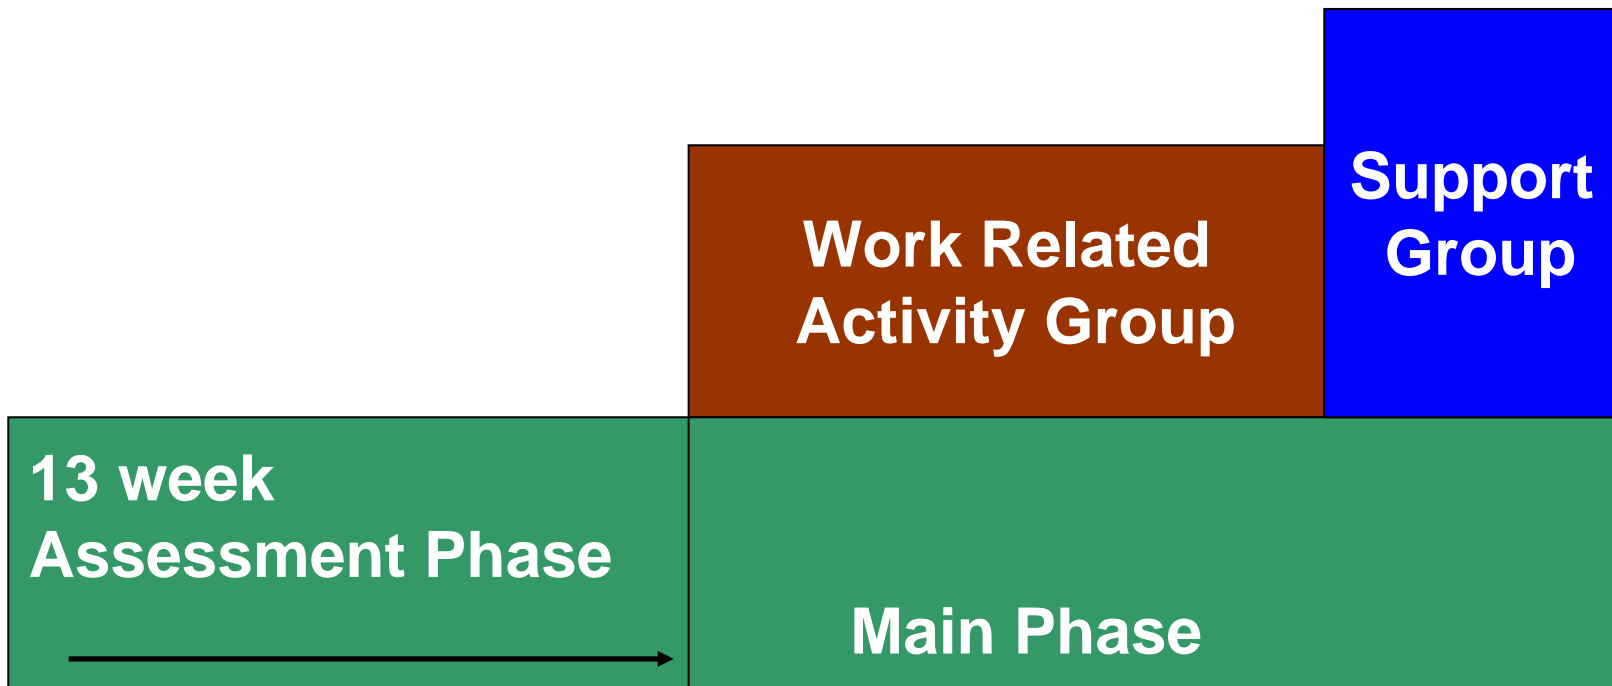 Support
Group
Work Related
Activity Group
13 week
Assessment Phase
Main Phase